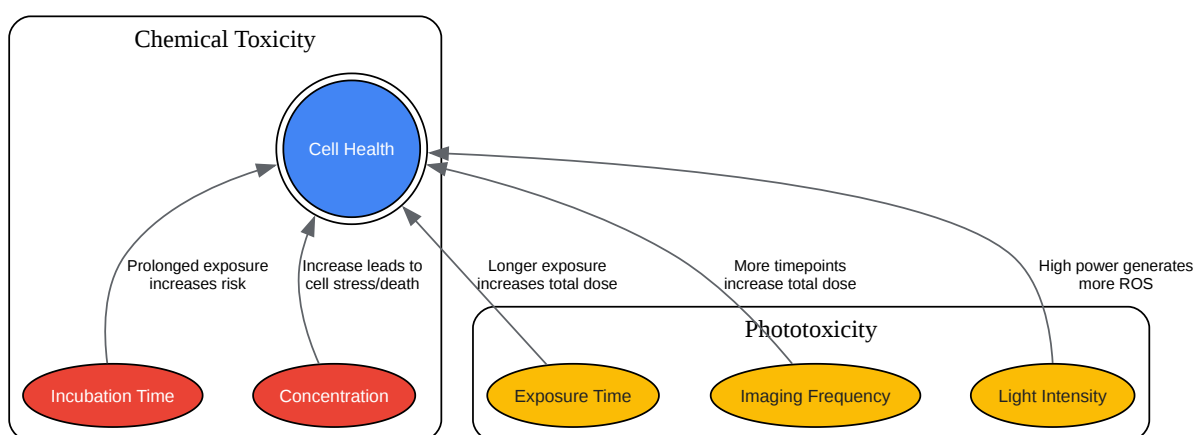 Chemical Toxicity
Cell Health
Prolonged exposure
increases risk
Increase leads to
cell stress/death
Longer exposure
increases total dose
More timepoints
increase total dose
High power generates
more ROS
Phototoxicity
Incubation Time
Concentration
Exposure Time
Imaging Frequency
Light Intensity